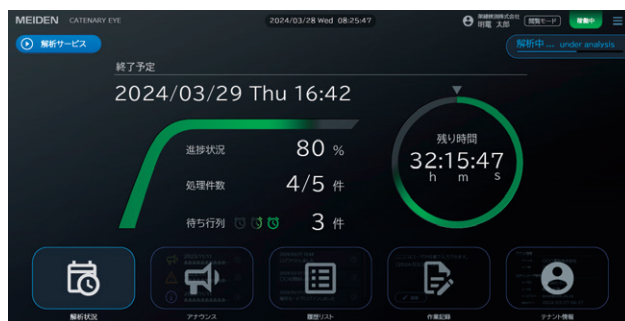 MEIDEN CATENARY EYE
2024/03/28 Wed 08:25:47
明電 太郎
閲覧モード
稼働中
解析サービス
解析中... under analysis
終了予定
2024/03/29 Thu 16:42
進捗状況 80 %
処理件数 4/5 件
待ち行列 3 件
残り時間
32:15:47
h m s
解析状況
アナウンス
履歴リスト
作業記録
テナント情報